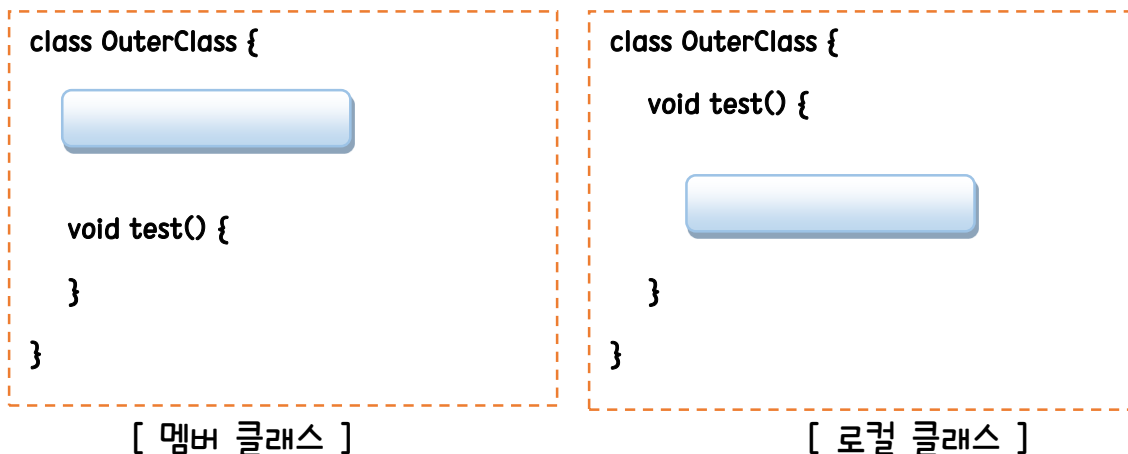 class OuterClass {
void test() {
}
}
[ 멤버 클래스 ]
class OuterClass {
void test() {
}
}
[ 로컬 클래스 ]